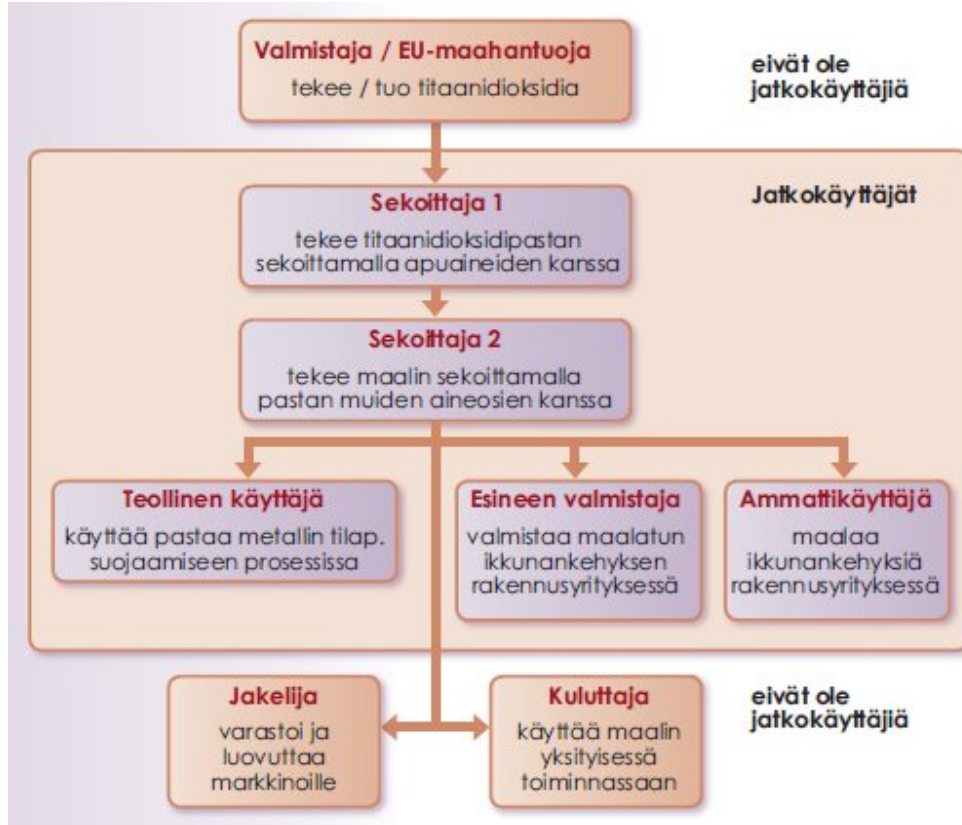 Valmistaja / EU-maahantuoja
tekee / tuo titaanidioksidia
eivät ole
jatkokäyttäjiä
Jatkokäyttäjät
Sekoittaja 1
tekee titaanidioksidipastan
sekoittamalla apuaineiden kanssa
Sekoittaja 2
tekee maalin sekoittamalla
pastan muiden aineosien kanssa
Teollinen käyttäjä
käyttää pastaa metallin tilap.
suojaamiseen prosessissa
Esineen valmistaja
valmistaa maalatun
ikkunankehyksen
rakennusyrityksessä
Ammattikäyttäjä
maalaa
ikkunankehyksiä
rakennusyrityksessä
Jakelija
varastoi ja
luovuttaa
markkinoille
Kuluttaja
käyttää maalin
yksityisessä
toiminnassaan
eivät ole
jatkokäyttäjiä